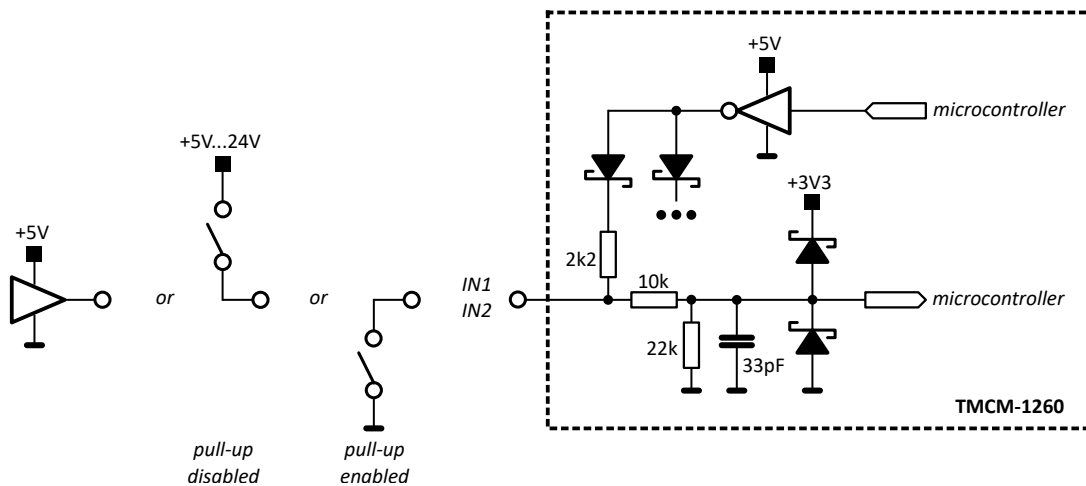 +5V
microcontroller
+5V...24V
+3V3
+5V
2k2
or
or
IN1
IN2
10k
microcontroller
22k
33pF
TMCM-1260
pull-up
disabled
pull-up
enabled